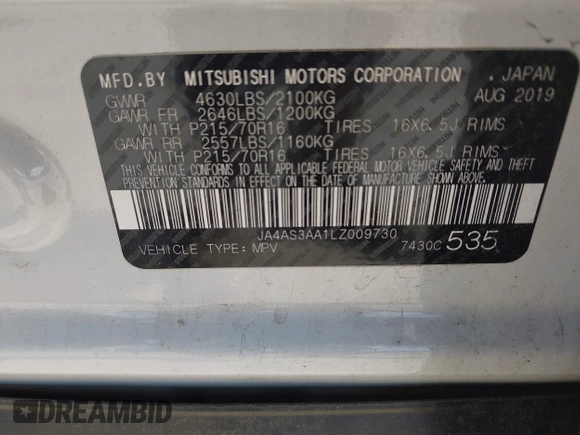 MFD.BY MITSUBISHI MOTORS CORPORATION . JAPAN
GVWR 4630LBS/2100KG AUG 2019
GAWR FR 2646LBS/1200KG
WITH P215/70R16 TIRES 16X6.5J RIMS
GAWR RR 2557LBS/1160KG
WITH P215/70R16 TIRES 16X6.5J RIMS
THIS VEHICLE CONFORMS TO ALL APPLICABLE FEDERAL MOTOR VEHICLE SAFETY AND THEFT
PREVENTION STANDARDS IN EFFECT ON THE DATE OF MANUFACTURE SHOWN ABOVE.
JA4AS3AA1LZ009730
VEHICLE TYPE: MPV 7430C 535
DREAMBID